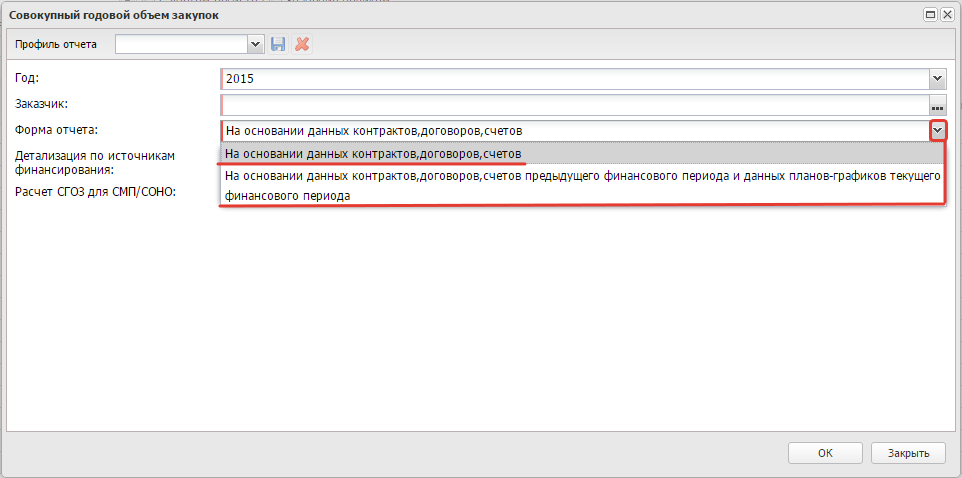 Совокупный годовой объем закупок
Профиль отчета
Год:
2015
Заказчик:
...
Форма отчета:
На основании данных контрактов,договоров,счетов
На основании данных контрактов,договоров,счетов
Детализация по источникам
финансирования:
На основании данных контрактов,договоров,счетов предыдущего финансового периода и данных планов-графиков текущего
финансового периода
Расчет СГОЗ для СМП/СОНО:
ОК
Закрыть